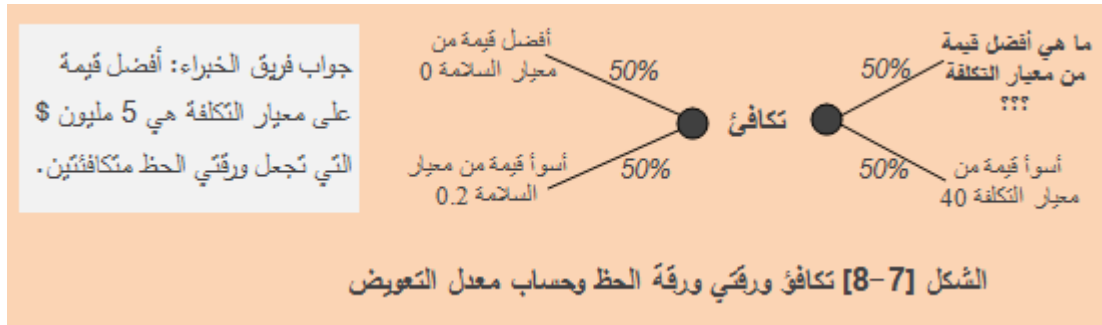 ما هي أفضل قيمة
من معيار التكلفة
؟؟؟
50%
أسوأ قيمة من
معيار التكلفة 40
50%
تكافئ
أفضل قيمة من
معيار السلامة 0
50%
أسوأ قيمة من معيار
السلامة 0.2
50%
جواب فريق الخبراء: أفضل قيمة
على معيار التكلفة هي 5 مليون $
التي تجعل ورقتي الحظ متكافئتين.
الشكل [7-8] تكافؤ ورقتي ورقة الحظ وحساب معدل التعويض